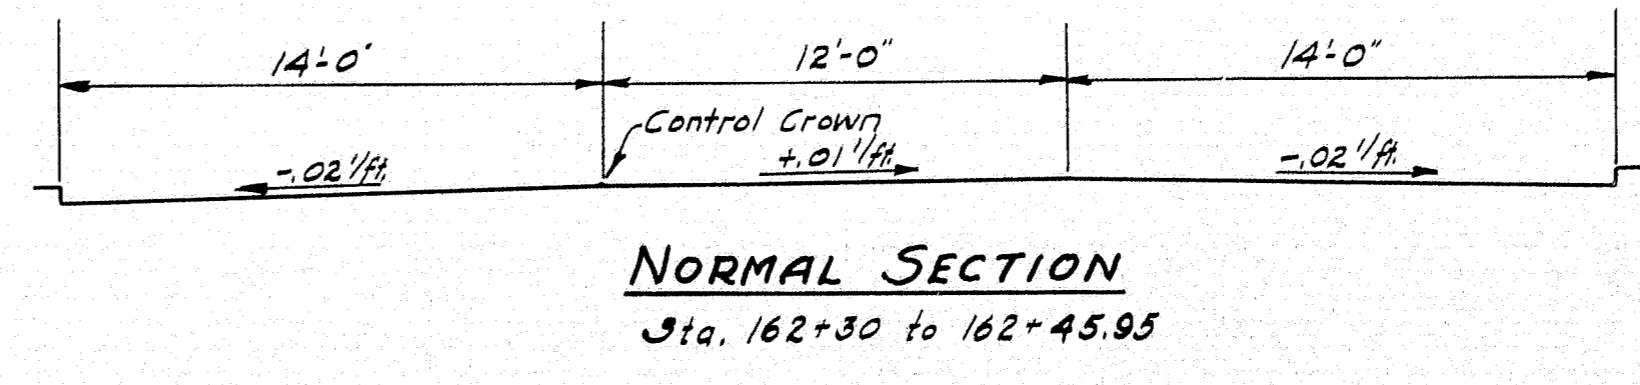 14'-0"
12'-0"
14'-0"
Control Crown
-.02'/ft.
+.01'/ft.
-.02'/ft.
NORMAL SECTION
Sta. 162+30 to 162+45.95